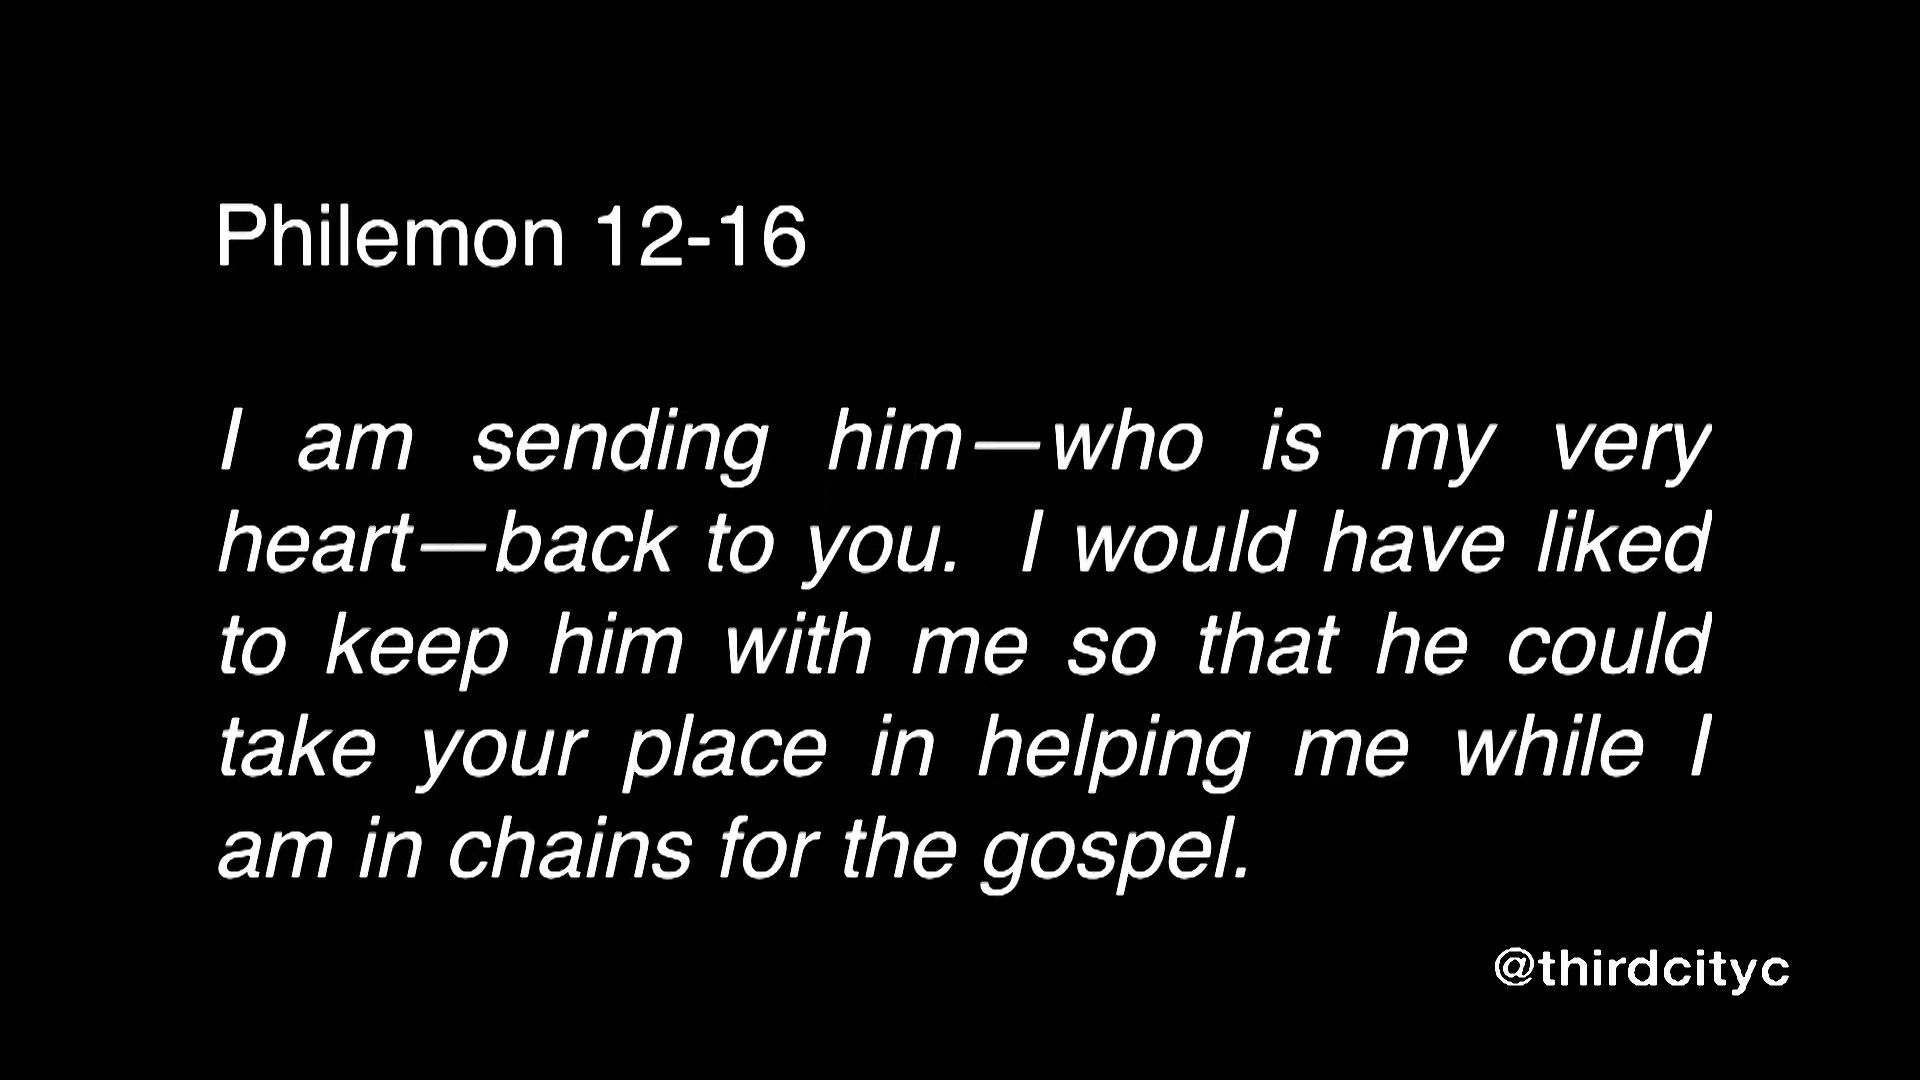 Philemon 12-16
I am sending him—who is my very
heart—back to you.  I would have liked
to keep him with me so that he could
take your place in helping me while I
am in chains for the gospel.
@thirdcityc